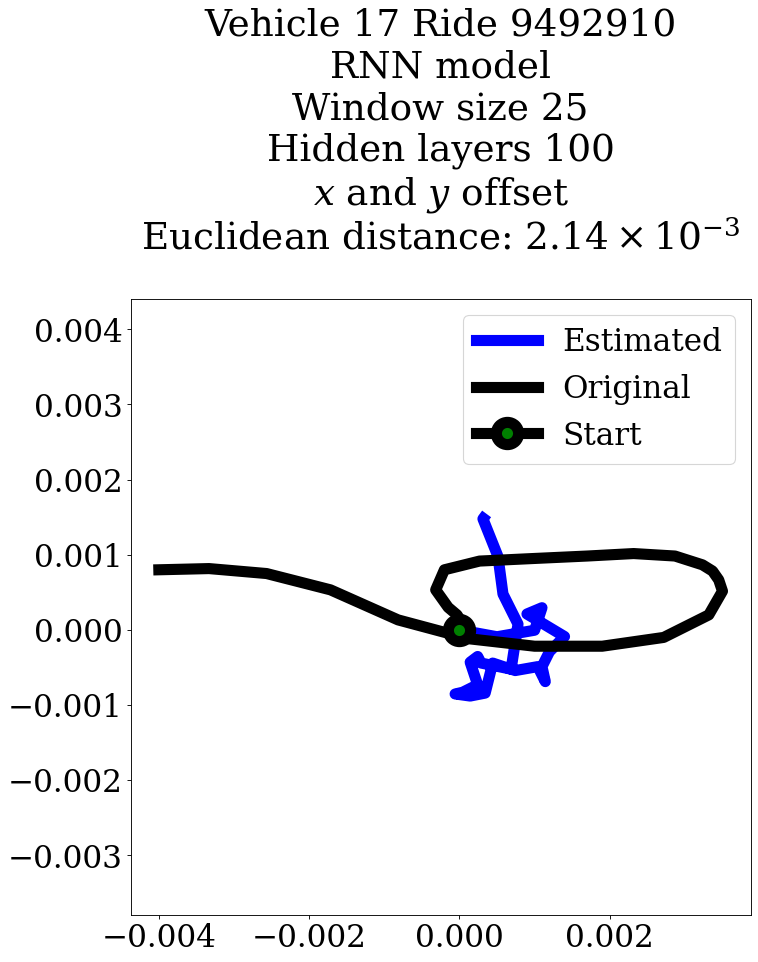 Vehicle 17 Ride 9492910
RNN model
Window size 25
Hidden layers 100
x and y offset
Euclidean distance: 2.14 × 10⁻³
Estimated
Original
Start
0.004
0.003
0.002
0.001
0.000
−0.001
−0.002
−0.003
−0.004 −0.002 0.000 0.002